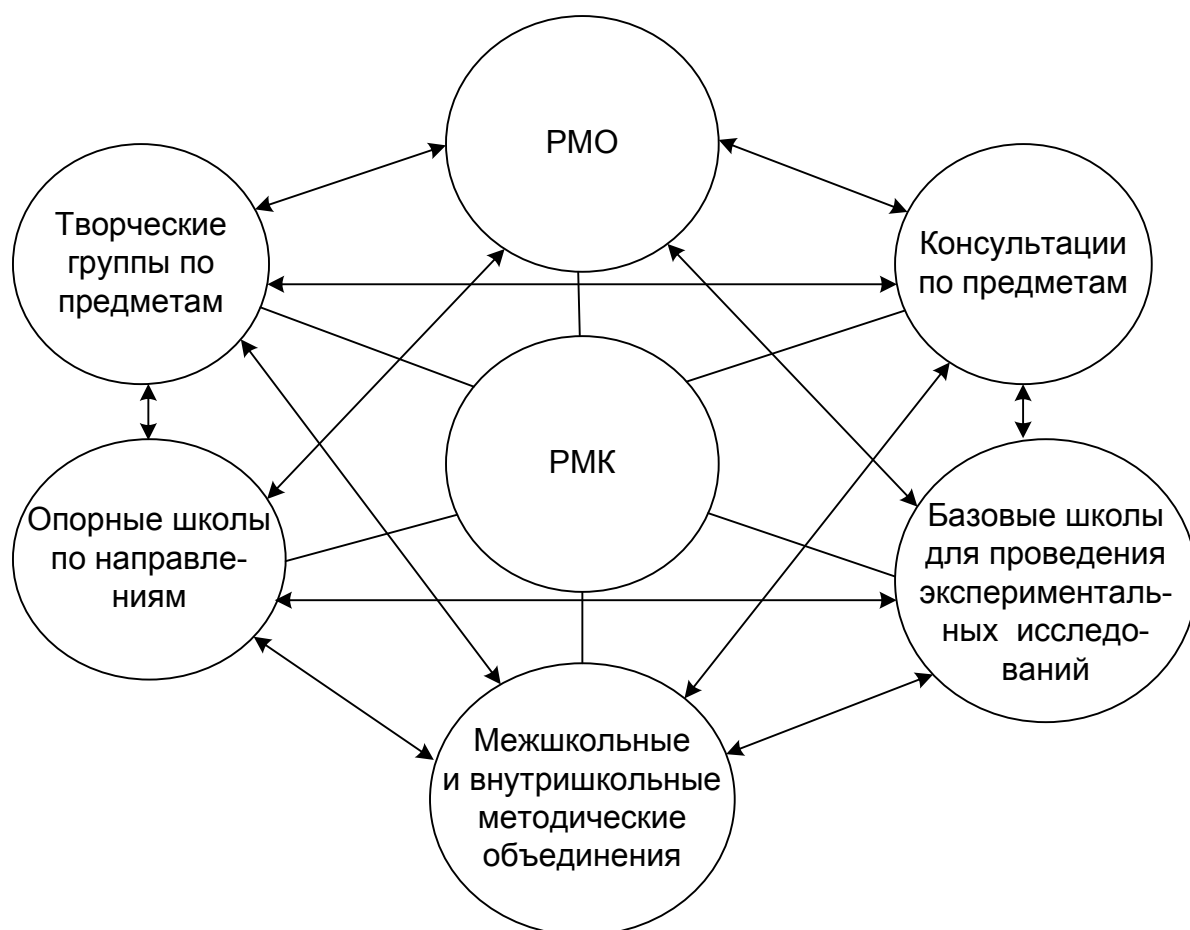 РМО
Творческие
группы по
предметам
Консультации
по предметам
РМК
Опорные школы
по направле-
ниям
Базовые школы
для проведения
эксперименталь-
ных исследо-
ваний
Межшкольные
и внутришкольные
методические
объединения